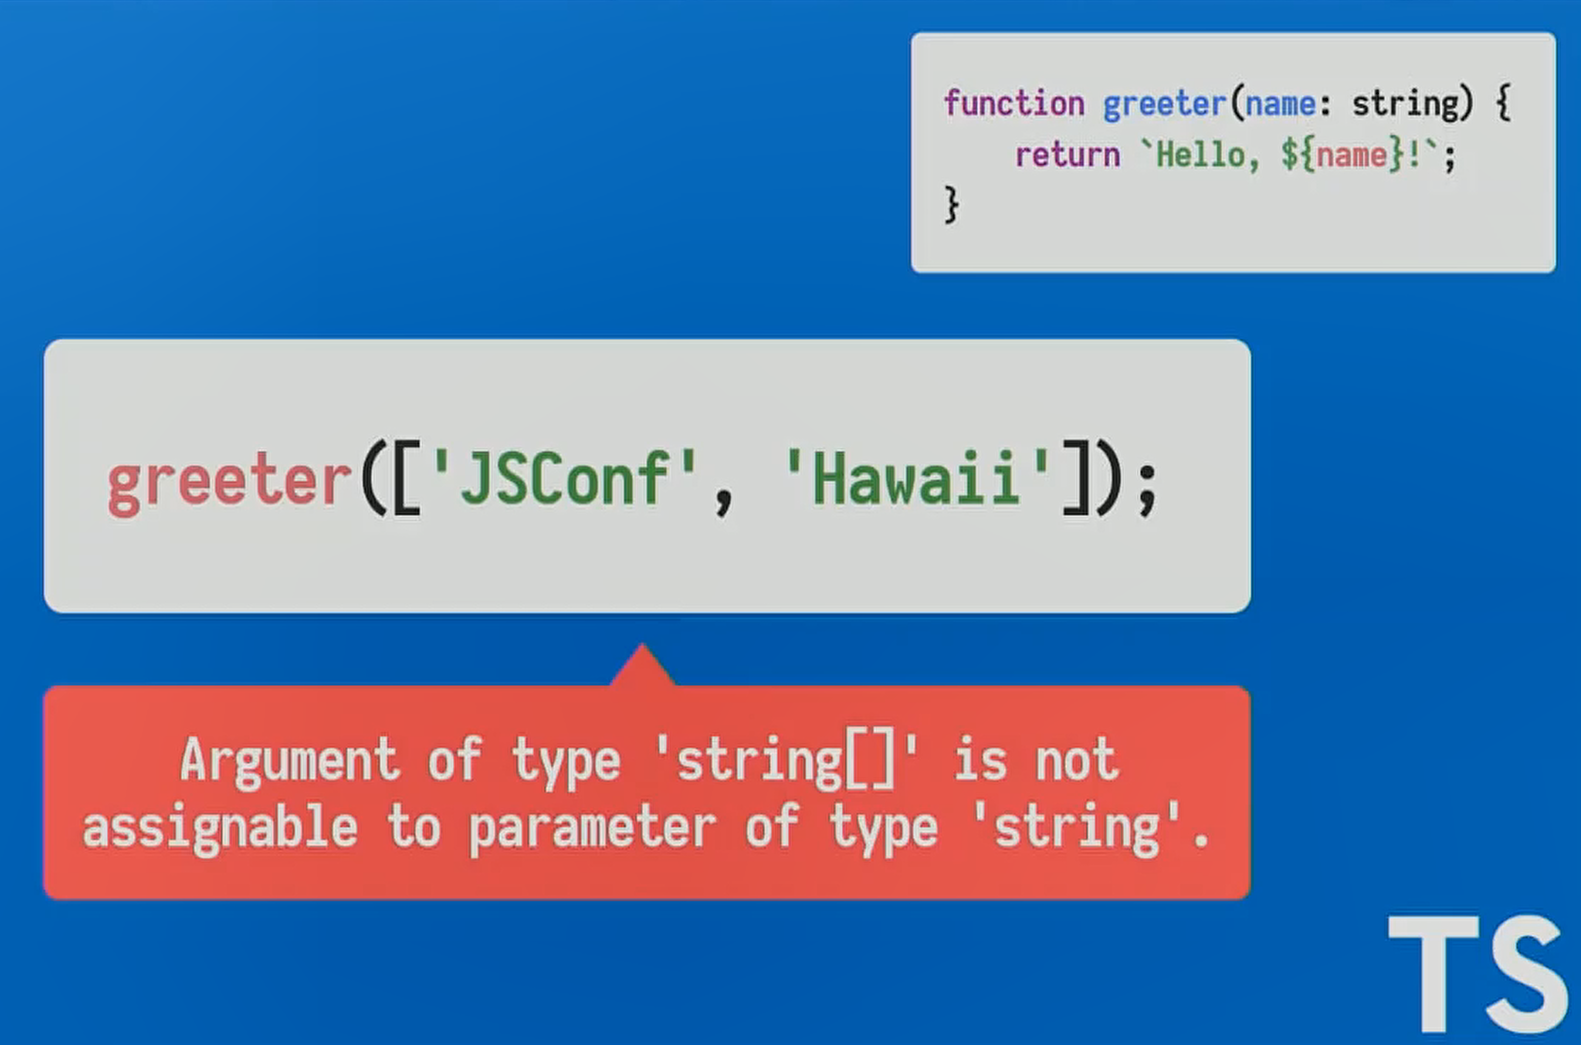 function greeter(name: string) {
    return `Hello, ${name}!`;
}
greeter(['JSConf', 'Hawaii']);
Argument of type 'string[]' is not
assignable to parameter of type 'string'.
TS